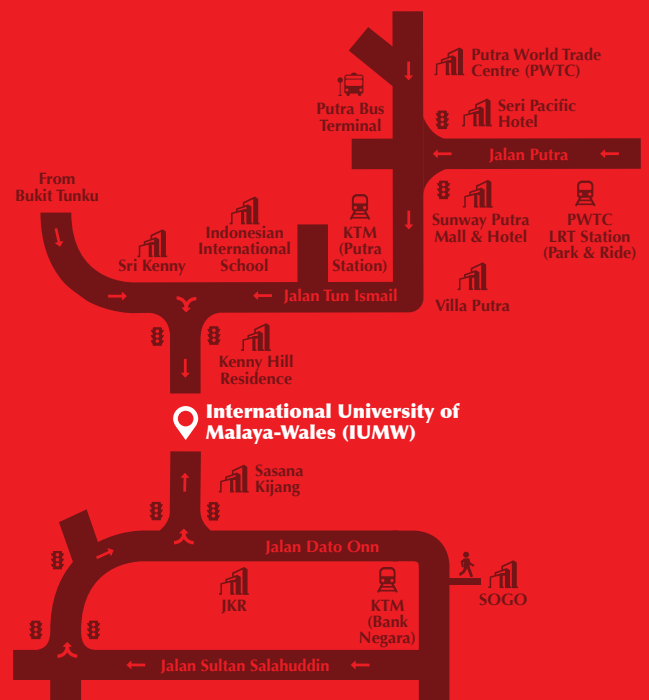 Putra World Trade
Centre (PWTC)
Putra Bus
Terminal
Seri Pacific
Hotel
Jalan Putra
From
Bukit Tunku
Sri Kenny
Indonesian
International
School
KTM
(Putra
Station)
Sunway Putra
Mall & Hotel
PWTC
LRT Station
(Park & Ride)
Jalan Tun Ismail
Villa Putra
Kenny Hill
Residence
International University of
Malaya-Wales (IUMW)
Sasana
Kijang
Jalan Dato Onn
JKR
KTM
(Bank
Negara)
SOGO
Jalan Sultan Salahuddin